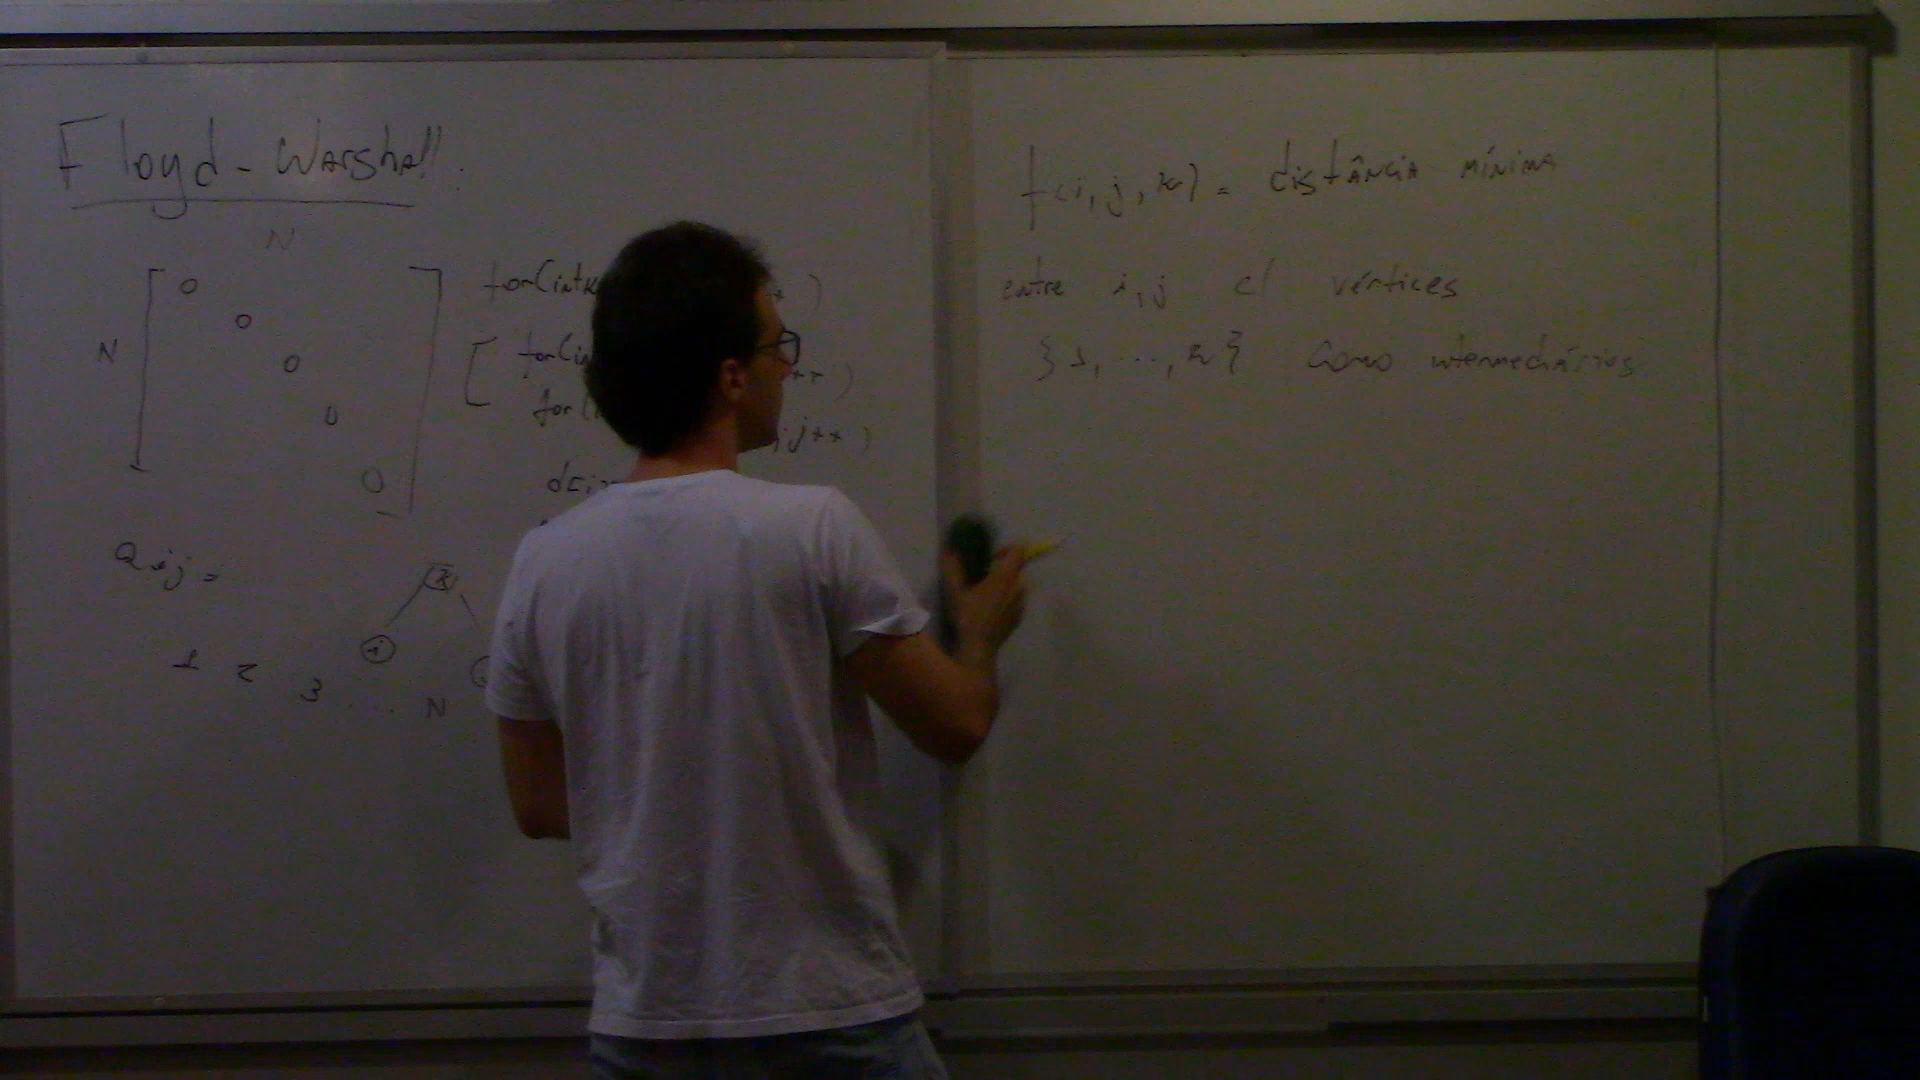 Floyd-Warshall.
N
N
0
0
0
0
0
for(int k
)
for(in
++)
for(
; j++)
d[i
a i j =
k
i
1 2 3 ... N
f(i, j, k) = distância mínima
entre i, j c/ vértices
{1, ..., k} como intermediários